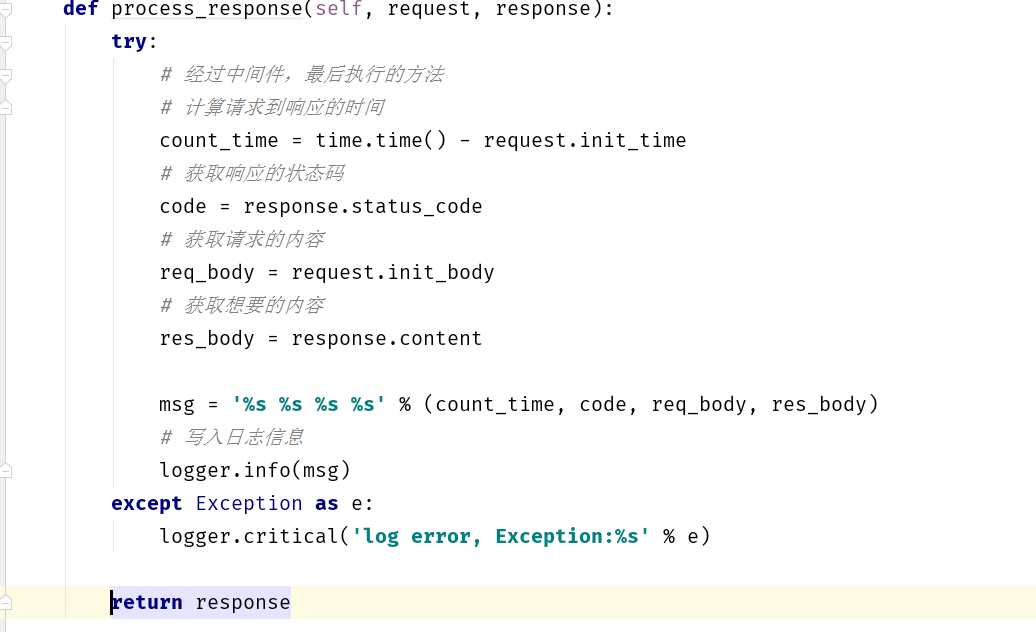 def process_response(self, request, response):
try:
# 经过中间件，最后执行的方法
# 计算请求到响应的时间
count_time = time.time() - request.init_time
# 获取响应的状态码
code = response.status_code
# 获取请求的内容
req_body = request.init_body
# 获取想要的内容
res_body = response.content
msg = '%s %s %s %s' % (count_time, code, req_body, res_body)
# 写入日志信息
logger.info(msg)
except Exception as e:
logger.critical('log error, Exception:%s' % e)
return response